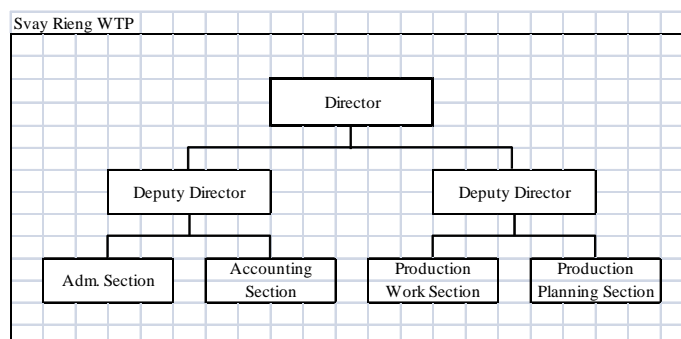 Svay Rieng WTP
Director
Deputy Director
Deputy Director
Adm. Section
Accounting
Section
Production
Work Section
Production
Planning Section